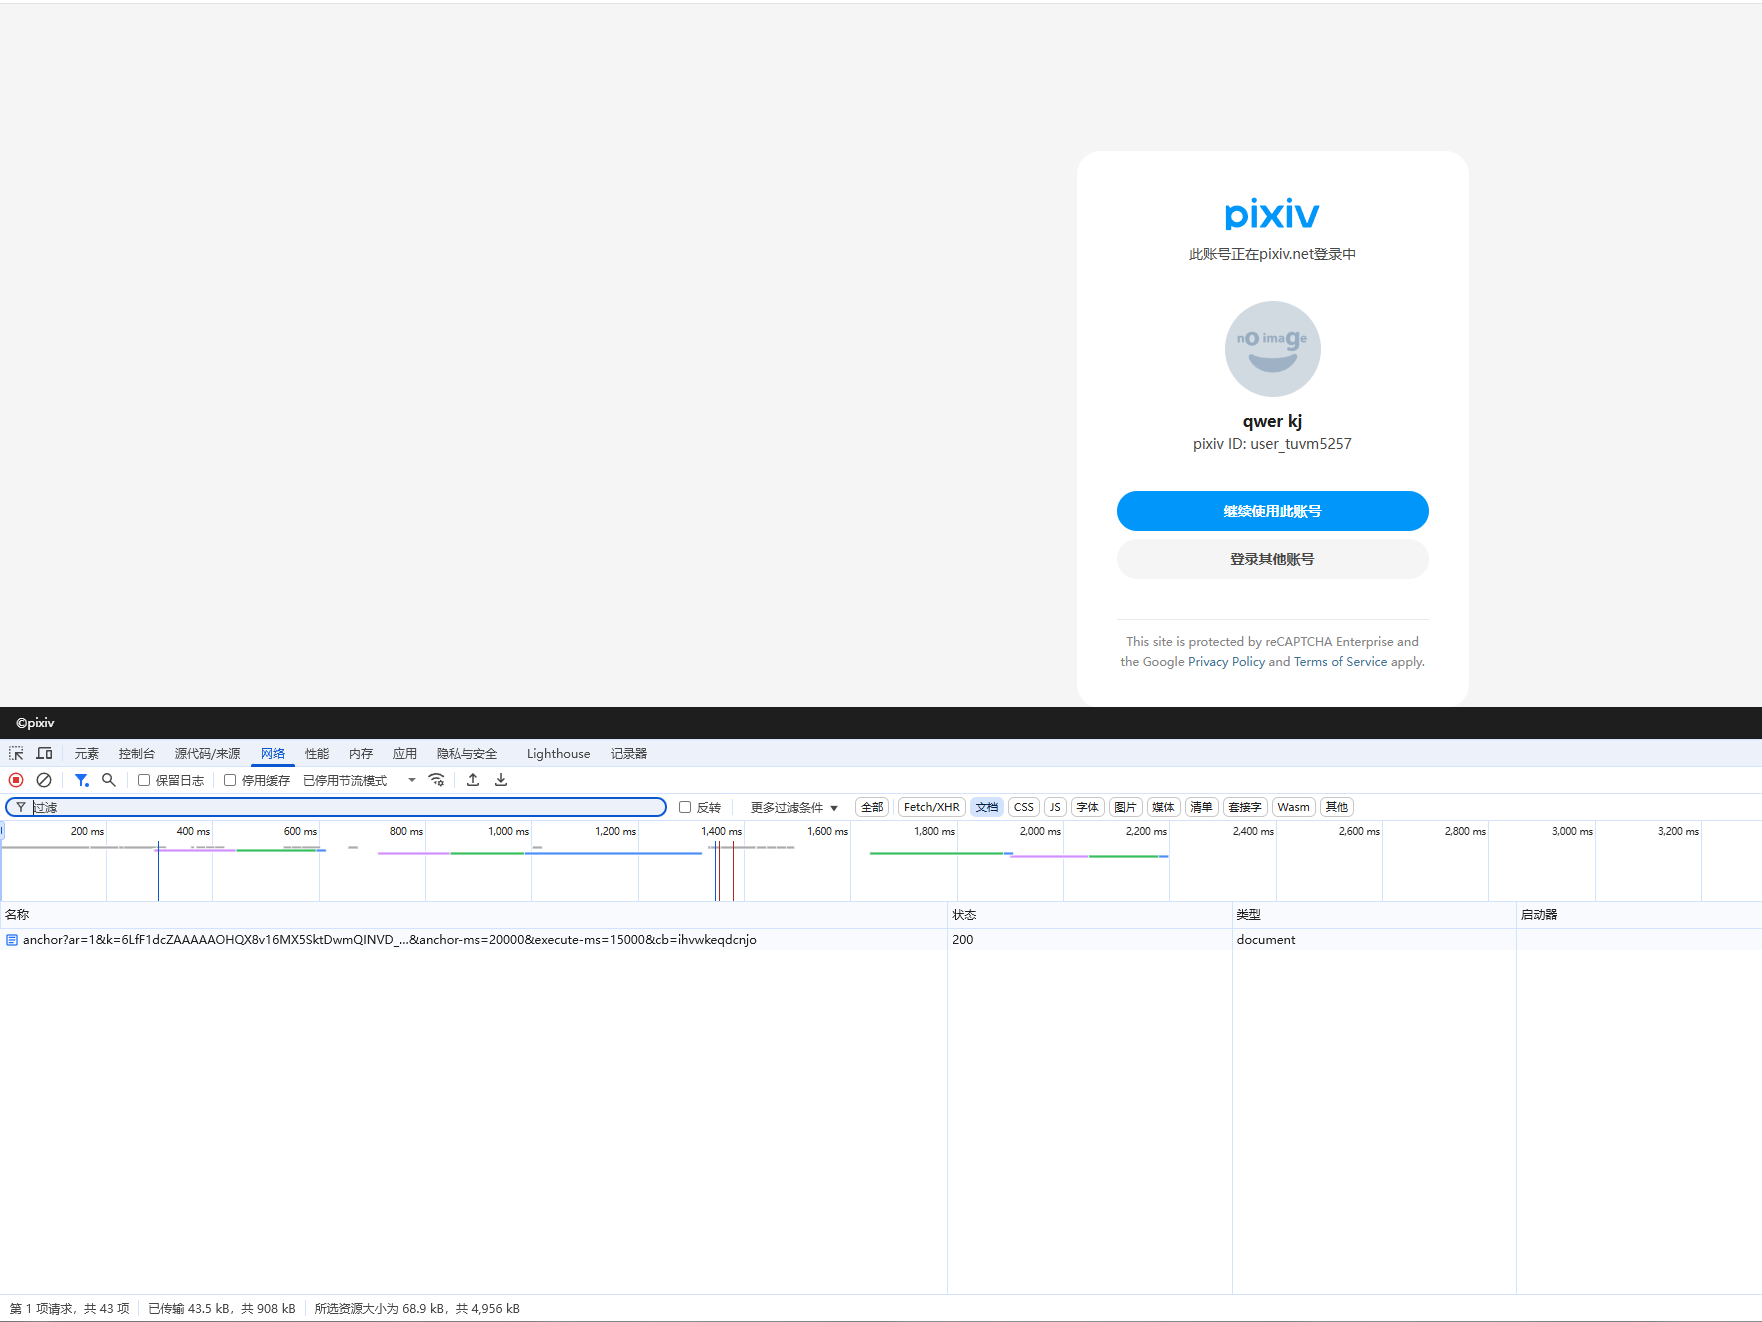 pixiv
此账号正在pixiv.net登录中
no image
qwer kj
pixiv ID: user_tuvm5257
继续使用此账号
登录其他账号
This site is protected by reCAPTCHA Enterprise and
the Google Privacy Policy and Terms of Service apply.
©pixiv
元素 控制台 源代码/来源 网络 性能 内存 应用 隐私与安全 Lighthouse 记录器
保留日志 停用缓存 已停用节流模式
过滤 反转 更多过滤条件 全部 Fetch/XHR 文档 CSS JS 字体 图片 媒体 清单 套接字 Wasm 其他
200 ms 400 ms 600 ms 800 ms 1,000 ms 1,200 ms 1,400 ms 1,600 ms 1,800 ms 2,000 ms 2,200 ms 2,400 ms 2,600 ms 2,800 ms 3,000 ms 3,200 ms
名称 状态 类型 启动器
anchor?ar=1&k=6LfF1dcZAAAAAOHQX8v16MX5SktDwmQINVD_…&anchor-ms=20000&execute-ms=15000&cb=ihvwkeqdcnjo 200 document
第 1 项请求，共 43 项 已传输 43.5 kB，共 908 kB 所选资源大小为 68.9 kB，共 4,956 kB